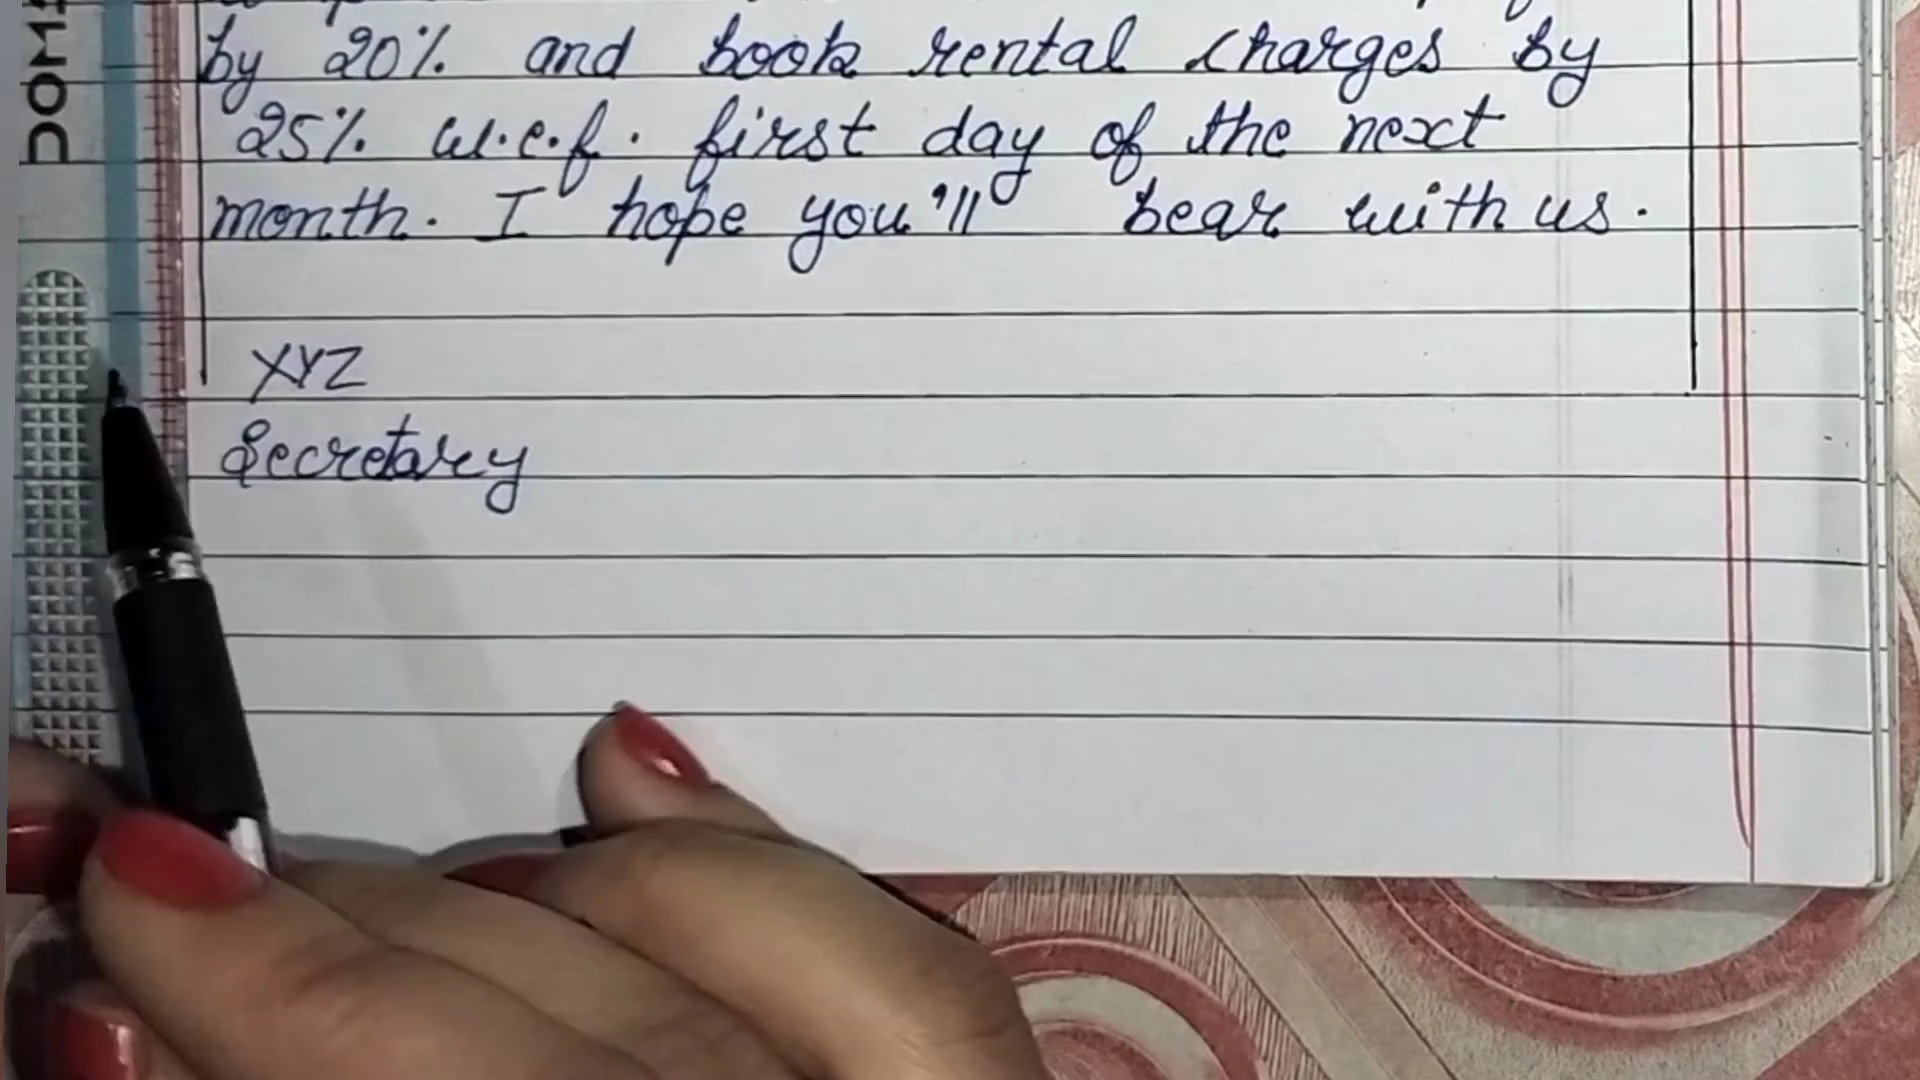 DOMS
by 20% and book rental charges by
25% w.e.f. first day of the next
month. I hope you'll bear with us.
XYZ
Secretary